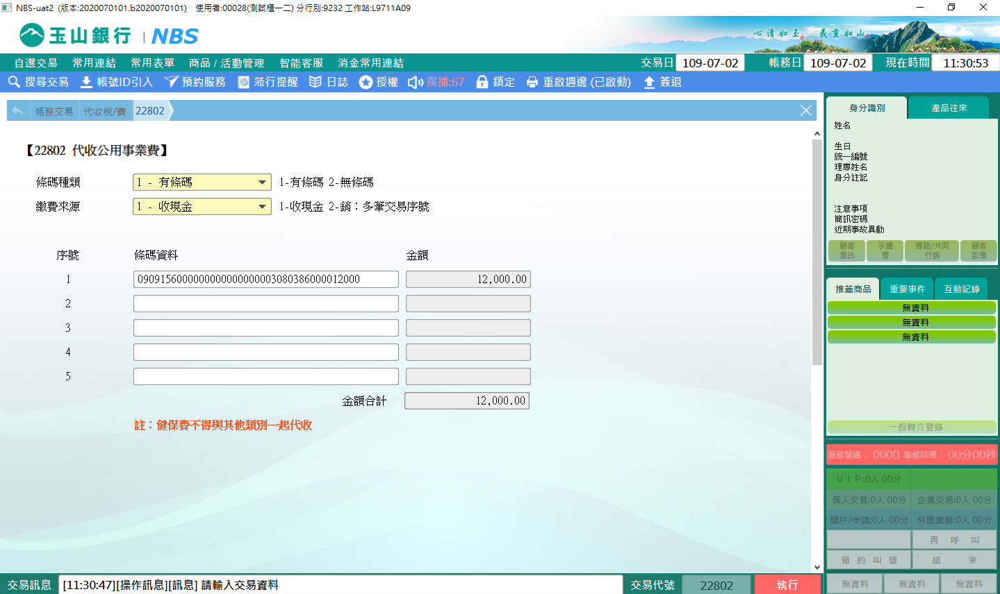 NBS-uat2 (版本:2020070101.b2020070101) 使用者:00028(測試櫃一二) 分行別:9232 工作站:L9711A09
玉山銀行 | NBS
心清如玉。 義重如山。
自選交易 常用連結 常用表單 商品 / 活動管理 智能客服 消金常用連結 交易日 109-07-02 帳務日 109-07-02 現在時間 11:30:53
搜尋交易 帳號ID引入 預約服務 蒞行提醒 日誌 授權 廣播:67 鎖定 重啟週邊 (已啟動) 簽退
帳務交易 代收稅/費 22802
【22802 代收公用事業費】
條碼種類 1 - 有條碼 1-有條碼 2-無條碼
繳費來源 1 - 收現金 1-收現金 2-銷：多筆交易序號
序號 條碼資料 金額
1 09091560000000000000003080386000012000 12,000.00
2
3
4
5
金額合計 12,000.00
註：健保費不得與其他類別一起代收
身分識別 產品往來
姓名
生日
統一編號
理專姓名
身分註記
注意事項
簡訊密碼
近期事故異動
顧客資訊 手續費 通路/共同行銷 顧客影像
推薦商品 重要事件 互動記錄
無資料
無資料
無資料
一般轉介登錄
服務號碼： 0000 等候時間： 00分00秒
ＶＩＰ:0人 00分
個人交易:0人 00分 企業交易:0人 00分
開戶/申請:0人 00分 外匯業務:0人 00分
再 呼 叫
預 約 叫 號 結 束
無資料 無資料 無資料
交易訊息 [11:30:47][操作訊息][訊息] 請輸入交易資料 交易代號 22802 執行